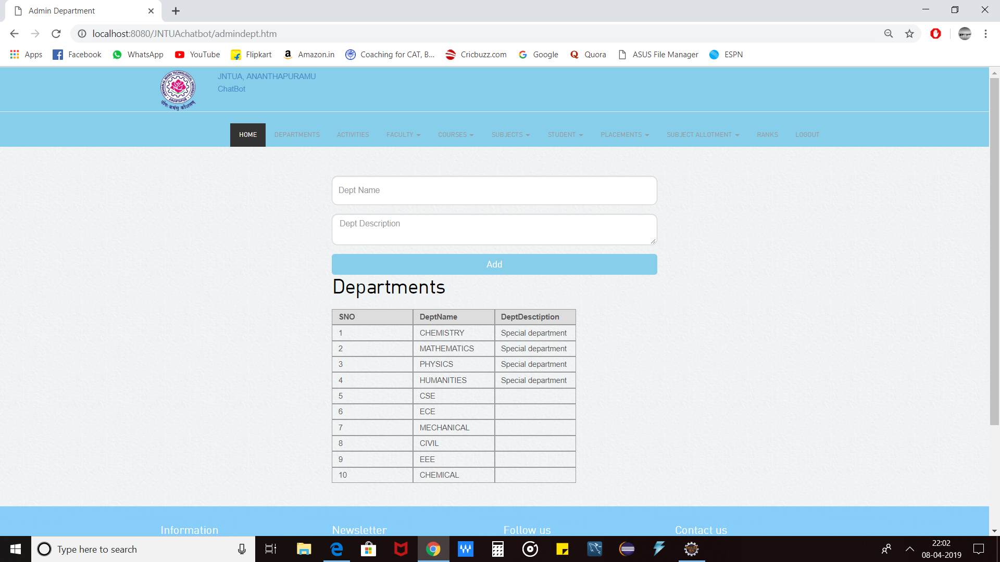 Admin Department
localhost:8080/JNTUAchatbot/admindept.htm
Apps Facebook WhatsApp YouTube Flipkart Amazon.in Coaching for CAT, B... Cricbuzz.com Google Quora ASUS File Manager ESPN
JNTUA, ANANTHAPURAMU
ChatBot
HOME DEPARTMENTS ACTIVITIES FACULTY COURSES SUBJECTS STUDENT PLACEMENTS SUBJECT ALLOTMENT RANKS LOGOUT
Dept Name
Dept Description
Add
Departments
SNO DeptName DeptDesctiption
1 CHEMISTRY Special department
2 MATHEMATICS Special department
3 PHYSICS Special department
4 HUMANITIES Special department
5 CSE
6 ECE
7 MECHANICAL
8 CIVIL
9 EEE
10 CHEMICAL
Information Newsletter Follow us Contact us
Type here to search
22:02
08-04-2019